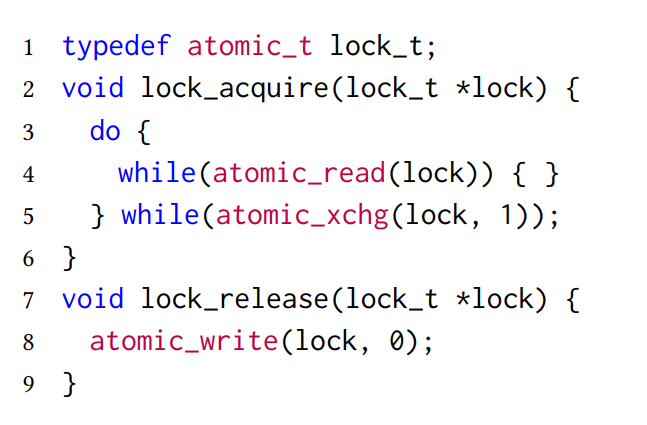 1 typedef atomic_t lock_t;
2 void lock_acquire(lock_t *lock) {
3 do {
4 while(atomic_read(lock)) { }
5 } while(atomic_xchg(lock, 1));
6 }
7 void lock_release(lock_t *lock) {
8 atomic_write(lock, 0);
9 }